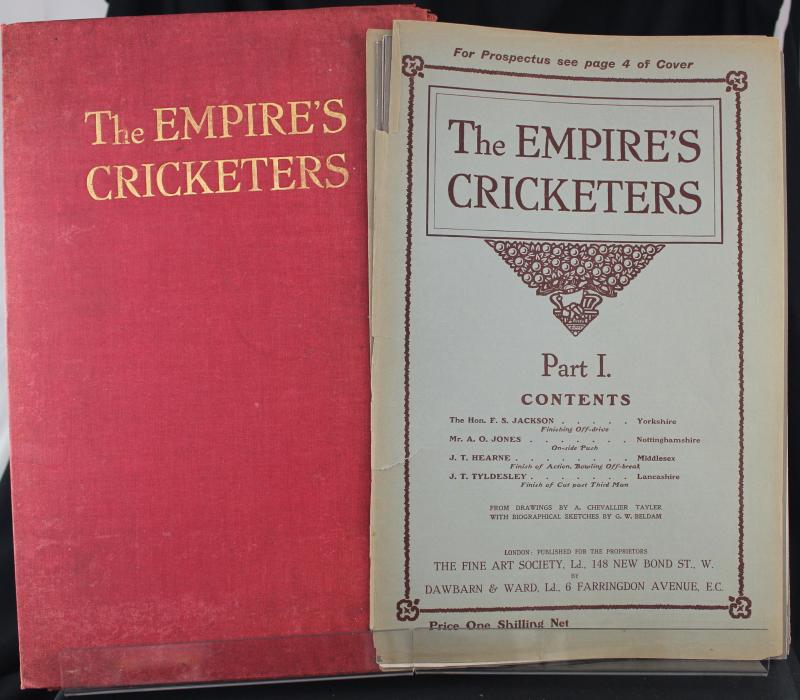 The EMPIRE'S
CRICKETERS
For Prospectus see page 4 of Cover
The EMPIRE'S
CRICKETERS
Part I.
CONTENTS
The Hon. F. S. JACKSON . . . . . Yorkshire
Finishing Off-drive
Mr. A. O. JONES . . . . . . . Nottinghamshire
On-side Push
J. T. HEARNE . . . . . . . . Middlesex
Finish of Action, Bowling Off-break
J. T. TYLDESLEY . . . . . . . Lancashire
Finish of Cut past Third Man
FROM DRAWINGS BY A. CHEVALLIER TAYLER
WITH BIOGRAPHICAL SKETCHES BY G. W. BELDAM
LONDON: PUBLISHED FOR THE PROPRIETORS
THE FINE ART SOCIETY, Ld., 148 NEW BOND ST., W.
BY
DAWBARN & WARD, Ld., 6 FARRINGDON AVENUE, E.C.
Price One Shilling Net